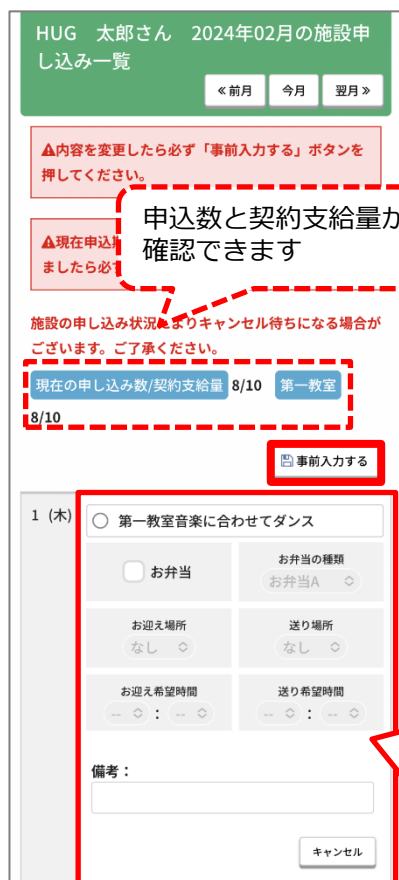 HUG　太郎さん　2024年02月の施設申
し込み一覧
≪前月　今月　翌月≫
⚠内容を変更したら必ず「事前入力する」ボタンを
押してください。
申込数と契約支給量が
確認できます
⚠現在申込
ましたら必ず
施設の申し込み状況によりキャンセル待ちになる場合が
ございます。ご了承ください。
現在の申し込み数/契約支給量 8/10　第一教室
8/10
事前入力する
1 (木)　第一教室音楽に合わせてダンス
お弁当
お弁当の種類
お弁当A
お迎え場所
なし
送り場所
なし
お迎え希望時間
-- : --
送り希望時間
-- : --
備考：
キャンセル